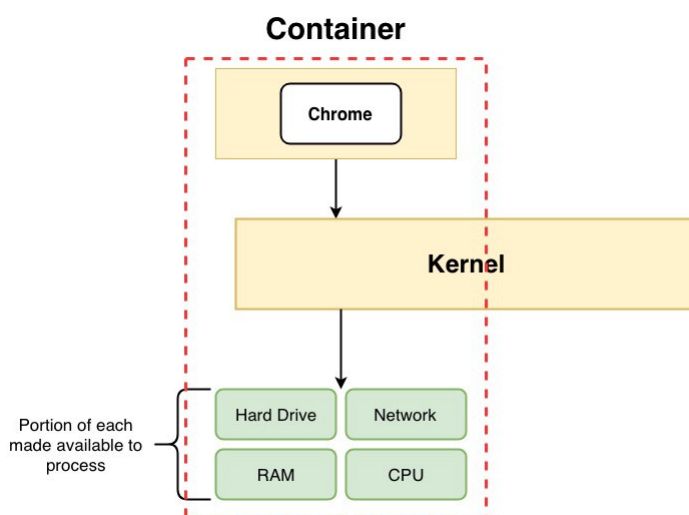 Container
Chrome
Kernel
Hard Drive
Network
Portion of each
made available to
process
RAM
CPU